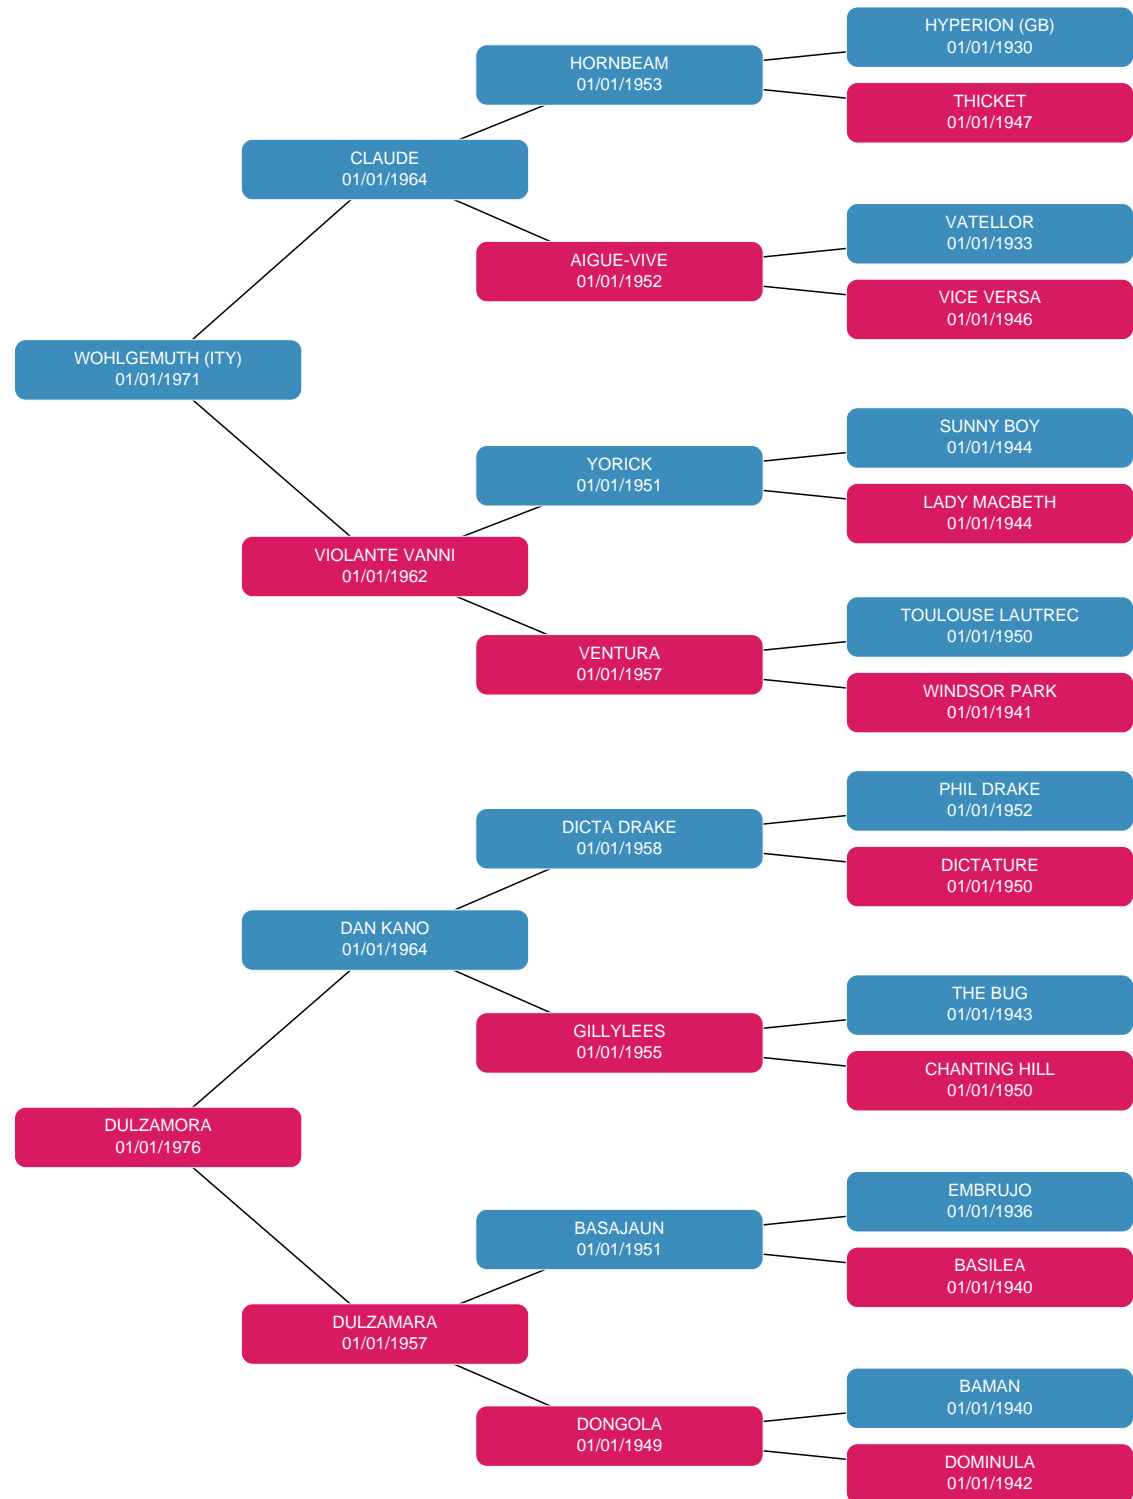 HYPERION (GB)
01/01/1930
HORNBEAM
01/01/1953
THICKET
01/01/1947
CLAUDE
01/01/1964
VATELLOR
01/01/1933
AIGUE-VIVE
01/01/1952
VICE VERSA
01/01/1946
WOHLGEMUTH (ITY)
01/01/1971
SUNNY BOY
01/01/1944
YORICK
01/01/1951
LADY MACBETH
01/01/1944
VIOLANTE VANNI
01/01/1962
TOULOUSE LAUTREC
01/01/1950
VENTURA
01/01/1957
WINDSOR PARK
01/01/1941
PHIL DRAKE
01/01/1952
DICTA DRAKE
01/01/1958
DICTATURE
01/01/1950
DAN KANO
01/01/1964
THE BUG
01/01/1943
GILLYLEES
01/01/1955
CHANTING HILL
01/01/1950
DULZAMORA
01/01/1976
EMBRUJO
01/01/1936
BASAJAUN
01/01/1951
BASILEA
01/01/1940
DULZAMARA
01/01/1957
BAMAN
01/01/1940
DONGOLA
01/01/1949
DOMINULA
01/01/1942